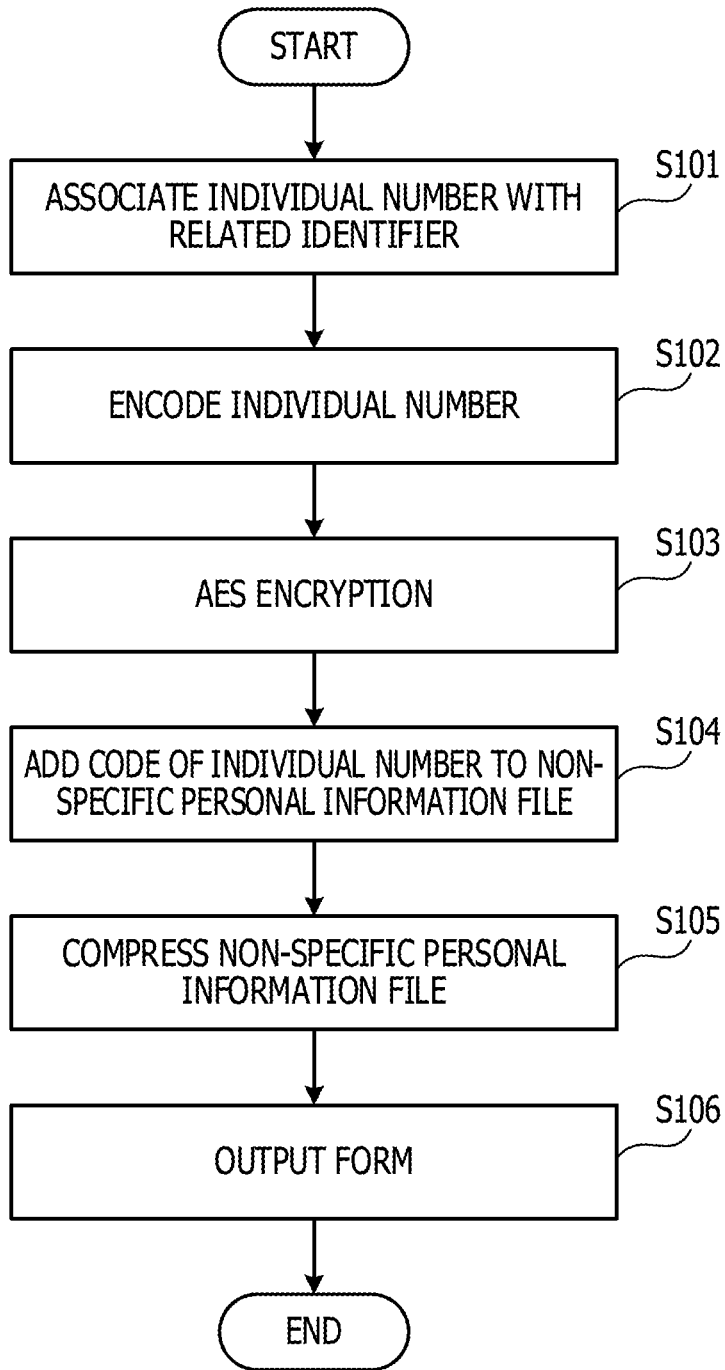 START
S101
ASSOCIATE INDIVIDUAL NUMBER WITH
RELATED IDENTIFIER
S102
ENCODE INDIVIDUAL NUMBER
S103
AES ENCRYPTION
S104
ADD CODE OF INDIVIDUAL NUMBER TO NON-
SPECIFIC PERSONAL INFORMATION FILE
S105
COMPRESS NON-SPECIFIC PERSONAL
INFORMATION FILE
S106
OUTPUT FORM
END